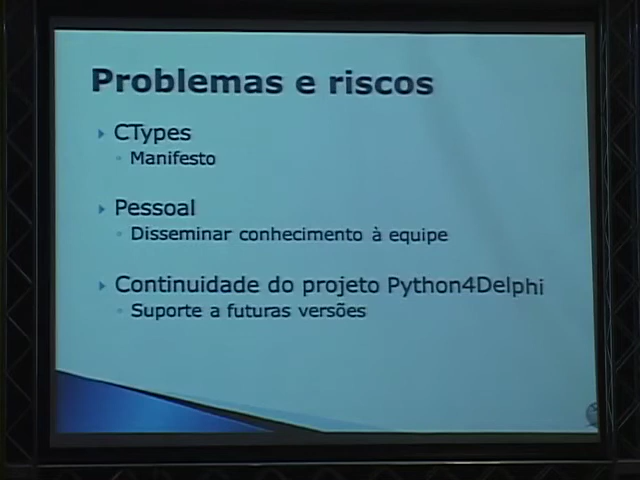 Problemas e riscos
CTypes
Manifesto
Pessoal
Disseminar conhecimento à equipe
Continuidade do projeto Python4Delphi
Suporte a futuras versões